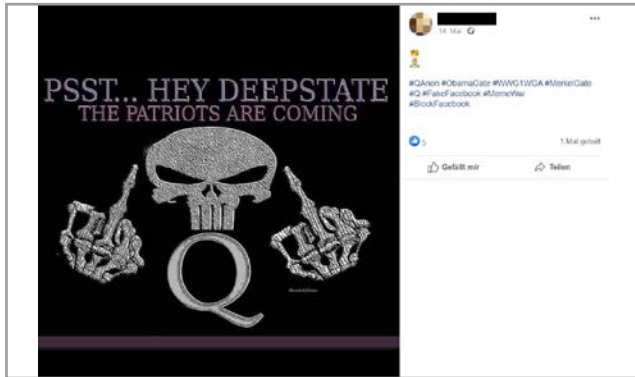 PSST... HEY DEEPSTATE
THE PATRIOTS ARE COMING
Q
14. Mai
#QAnon #ObamaGate #WWG1WGA #MerkelGate
#Q #FakeFacebook #MemeWar
#BlockFacebook
5
1 Mal geteilt
Gefällt mir
Teilen